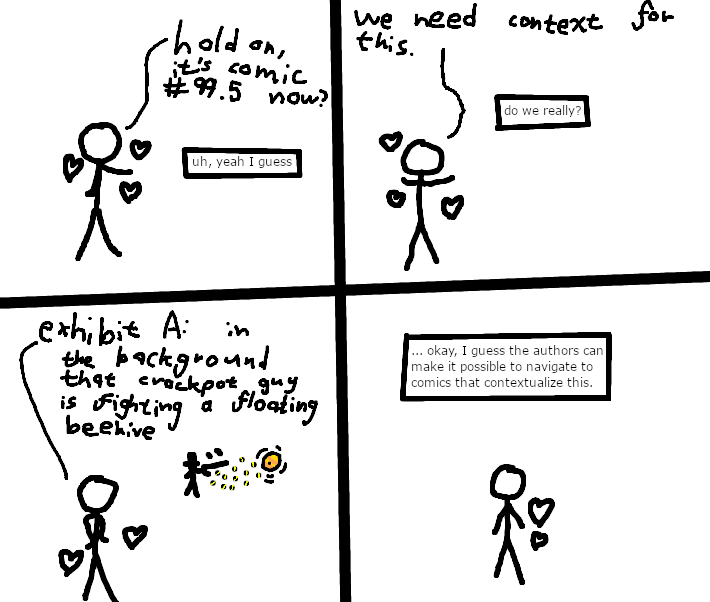 hold on,
it's comic
#99.5 now?
uh, yeah I guess
we need context for
this.
do we really?
exhibit A: in
the background
that crackpot guy
is fighting a floating
beehive
... okay, I guess the authors can
make it possible to navigate to
comics that contextualize this.